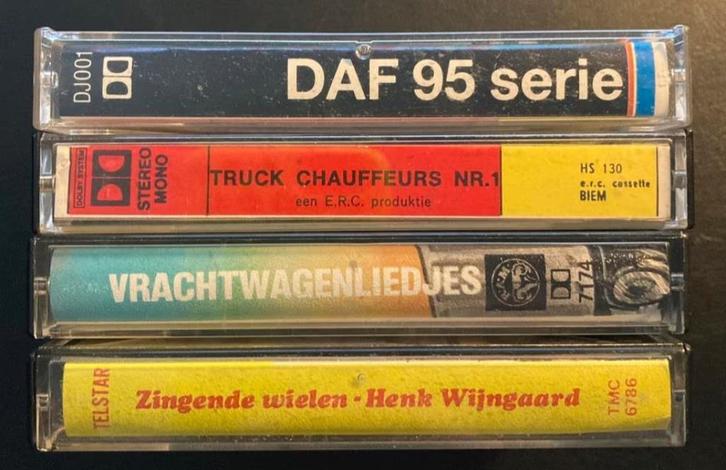 DJ001
DAF 95 serie
DOLBY SYSTEM
STEREO
MONO
TRUCK CHAUFFEURS NR.1
een E.R.C. produktie
HS 130
e.r.c. cassette
BIEM
VRACHTWAGENLIEDJES
7174
TELSTAR
Zingende wielen - Henk Wijngaard
TMC
6786